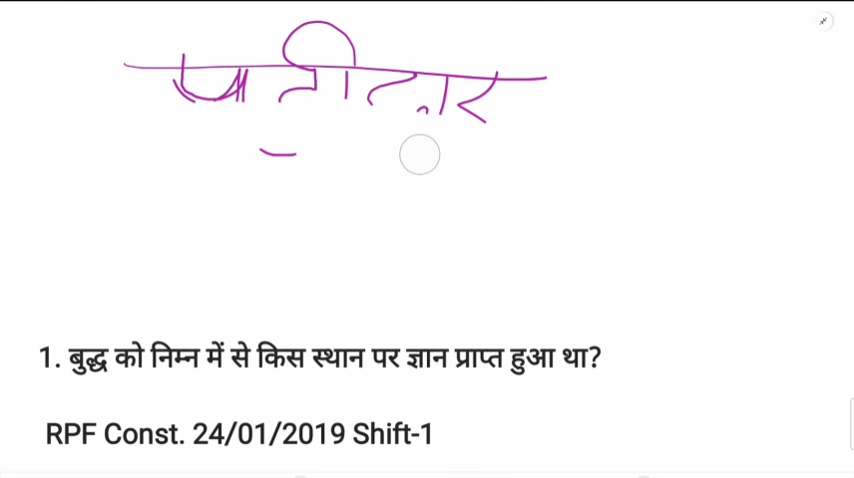 1. बुद्ध को निम्न में से किस स्थान पर ज्ञान प्राप्त हुआ था?
RPF Const. 24/01/2019 Shift-1